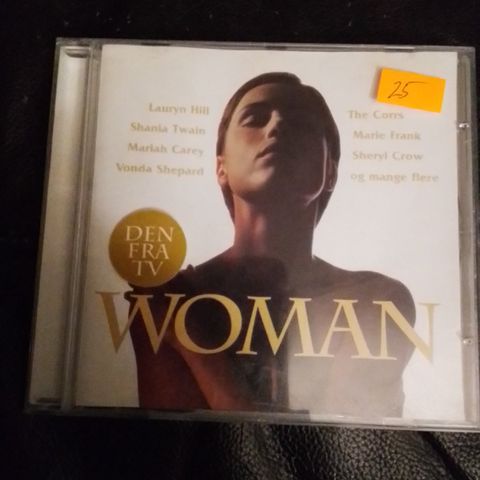 25
Lauryn Hill
Shania Twain
Mariah Carey
Vonda Shepard
The Corrs
Marie Frank
Sheryl Crow
og mange flere
DEN
FRA
TV
WOMAN